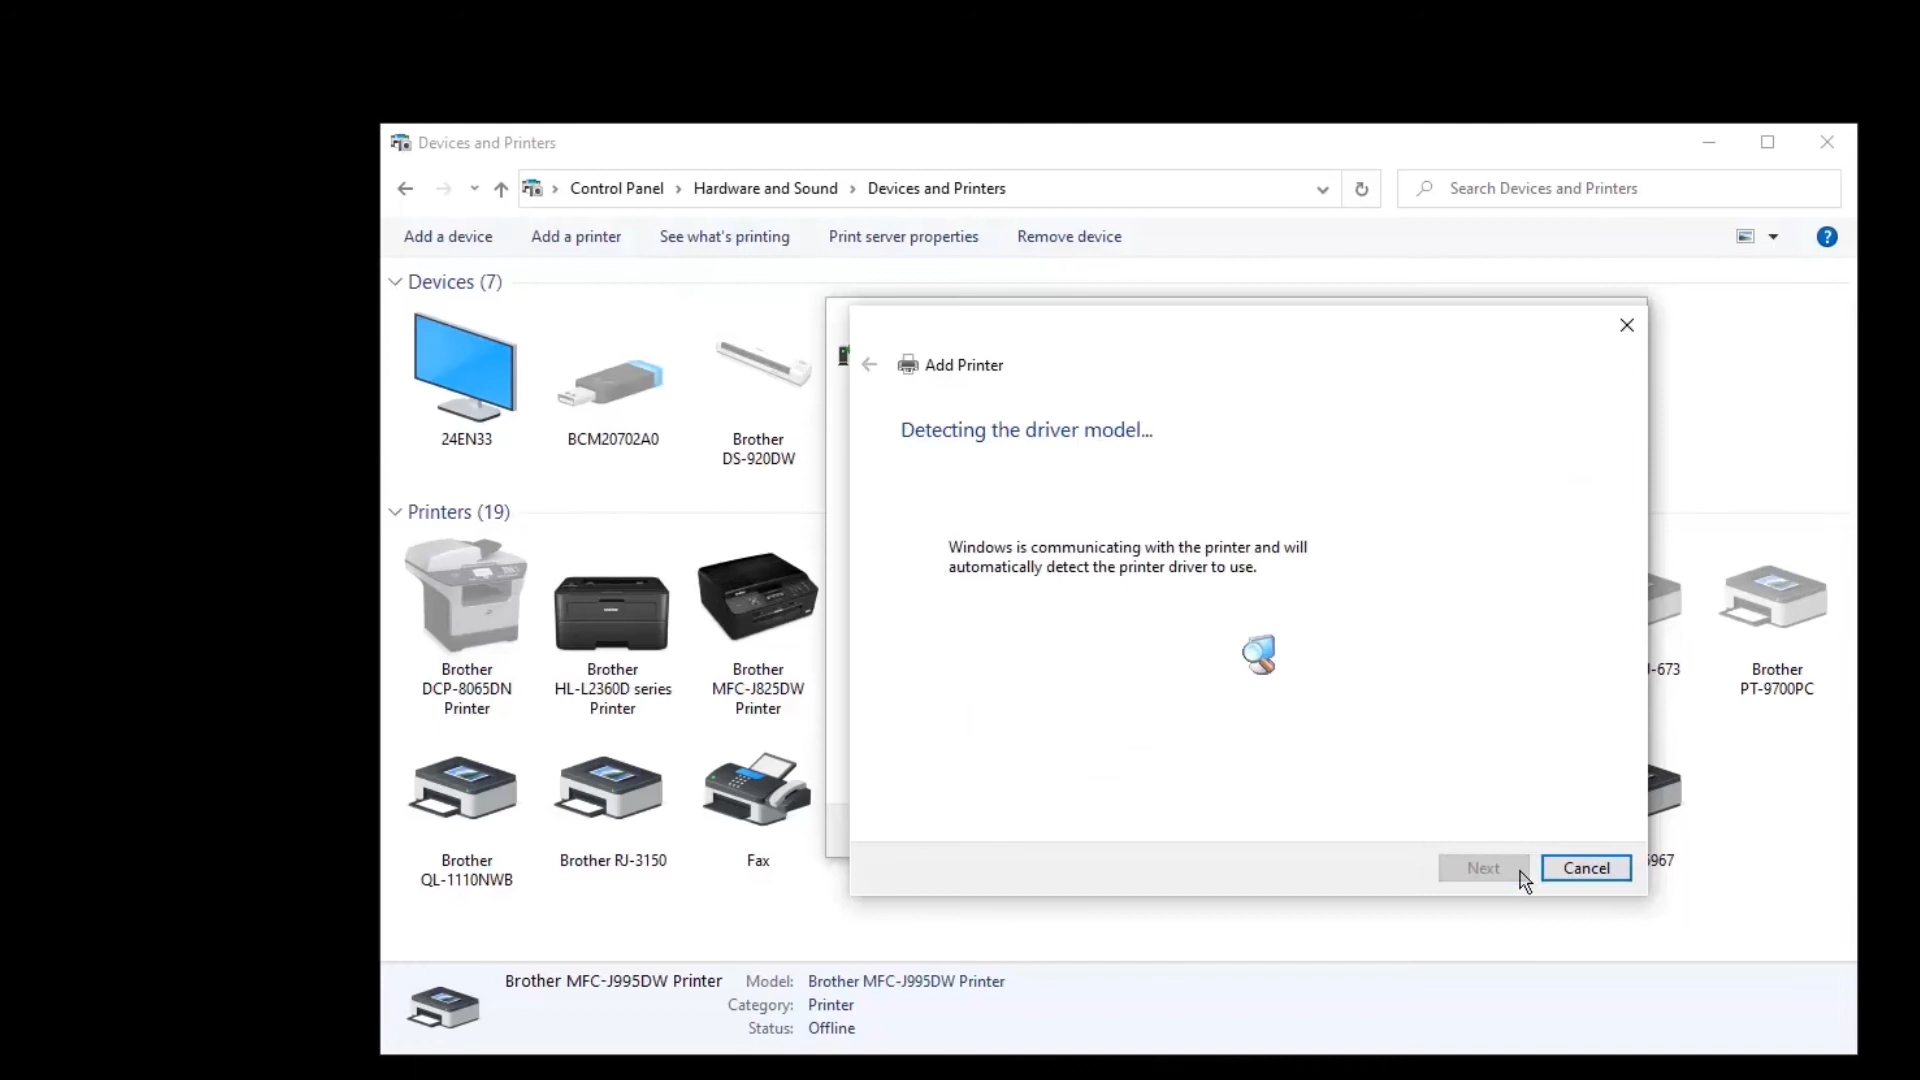 Devices and Printers
Control Panel > Hardware and Sound > Devices and Printers
Search Devices and Printers
Add a device
Add a printer
See what's printing
Print server properties
Remove device
?
Devices (7)
24EN33
BCM20702A0
Brother
DS-920DW
Printers (19)
Brother
DCP-8065DN
Printer
Brother
HL-L2360D series
Printer
Brother
MFC-J825DW
Printer
-673
Brother
PT-9700PC
Brother
QL-1110NWB
Brother RJ-3150
Fax
967
Add Printer
Detecting the driver model...
Windows is communicating with the printer and will
automatically detect the printer driver to use.
Next
Cancel
Brother MFC-J995DW Printer
Model: Brother MFC-J995DW Printer
Category: Printer
Status: Offline